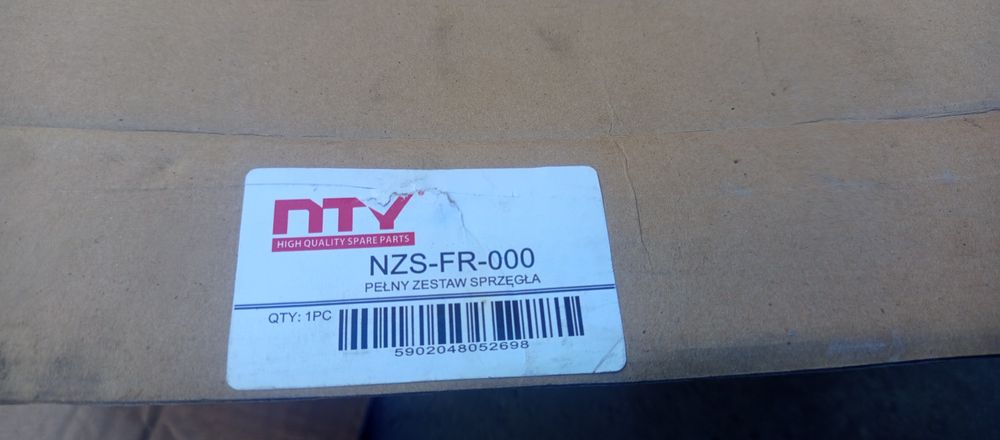 NTY®
HIGH QUALITY SPARE PARTS
NZS-FR-000
PEŁNY ZESTAW SPRZĘGŁA
QTY: 1PC
5902048052698